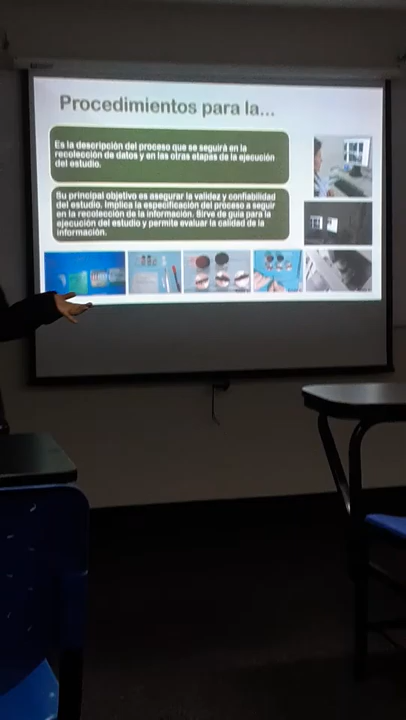 Procedimientos para la...
Es la descripción del proceso que se seguirá en la
recolección de datos y en las otras etapas de la ejecución
del estudio.
Su principal objetivo es asegurar la validez y confiabilidad
del estudio. Implica la especificación del proceso a seguir
en la recolección de la información. Sirve de guía para la
ejecución del estudio y permite evaluar la calidad de la
información.